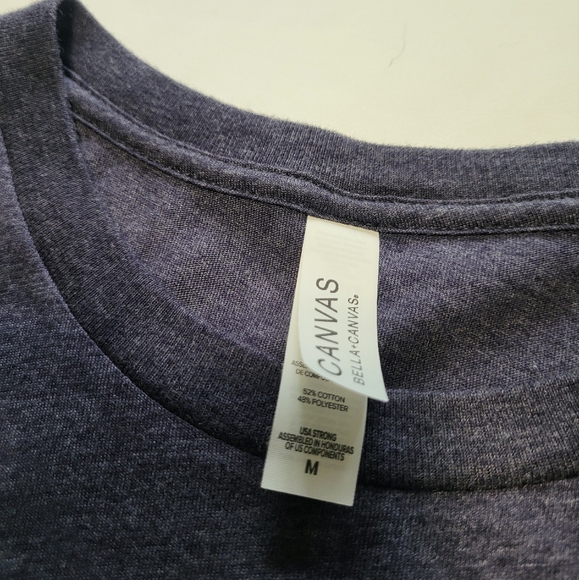 CANVAS
BELLA+CANVAS®
52% COTTON
48% POLYESTER
USA STRONG
ASSEMBLED IN HONDURAS
OF US COMPONENTS
M